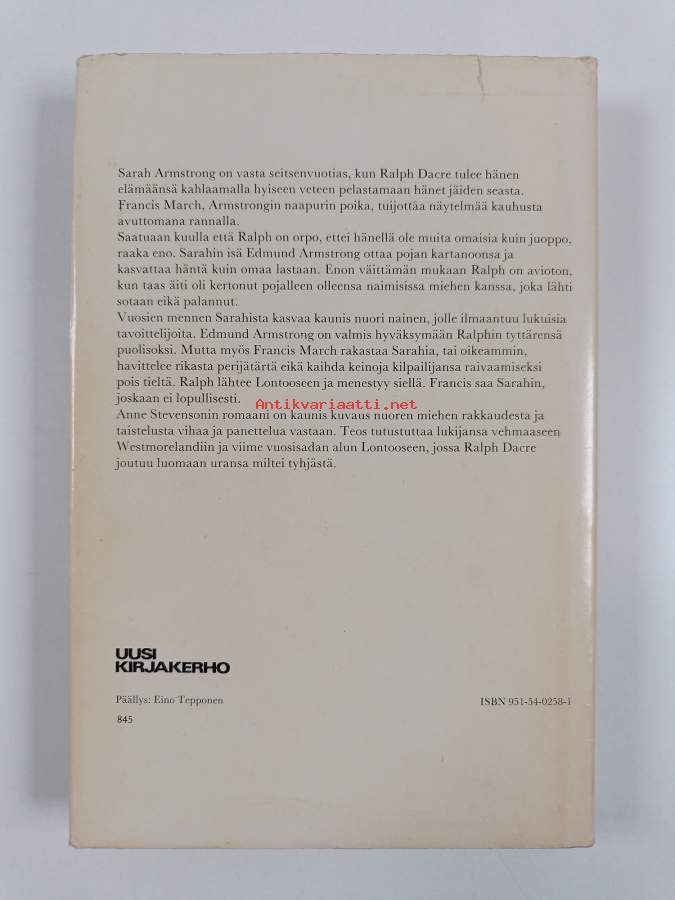 Sarah Armstrong on vasta seitsenvuotias, kun Ralph Dacre tulee hänen
elämäänsä kahlaamalla hyiseen veteen pelastamaan hänet jäiden seasta.
Francis March, Armstrongin naapurin poika, tuijottaa näytelmää kauhusta
avuttomana rannalla.
Saatuaan kuulla että Ralph on orpo, ettei hänellä ole muita omaisia kuin juoppo,
raaka eno. Sarahin isä Edmund Armstrong ottaa pojan kartanoonsa ja
kasvattaa häntä kuin omaa lastaan. Enon väittämän mukaan Ralph on avioton,
kun taas äiti oli kertonut pojalleen olleensa naimisissa miehen kanssa, joka lähti
sotaan eikä palannut.
Vuosien mennen Sarahista kasvaa kaunis nuori nainen, jolle ilmaantuu lukuisia
tavoittelijoita. Edmund Armstrong on valmis hyväksymään Ralphin tyttärensä
puolisoksi. Mutta myös Francis March rakastaa Sarahia, tai oikeammin,
havittelee rikasta perijätärtä eikä kaihda keinoja kilpailijansa raivaamiseksi
pois tieltä. Ralph lähtee Lontooseen ja menestyy siellä. Francis saa Sarahin,
joskaan ei lopullisesti.
Antikvariaatti.net
Anne Stevensonin romaani on kaunis kuvaus nuoren miehen rakkaudesta ja
taistelusta vihaa ja panettelua vastaan. Teos tutustuttaa lukijansa vehmaaseen
Westmorelandiin ja viime vuosisadan alun Lontooseen, jossa Ralph Dacre
joutuu luomaan uransa miltei tyhjästä.
UUSI
KIRJAKERHO
Päällys: Eino Tepponen
ISBN 951-54-0258-1
845